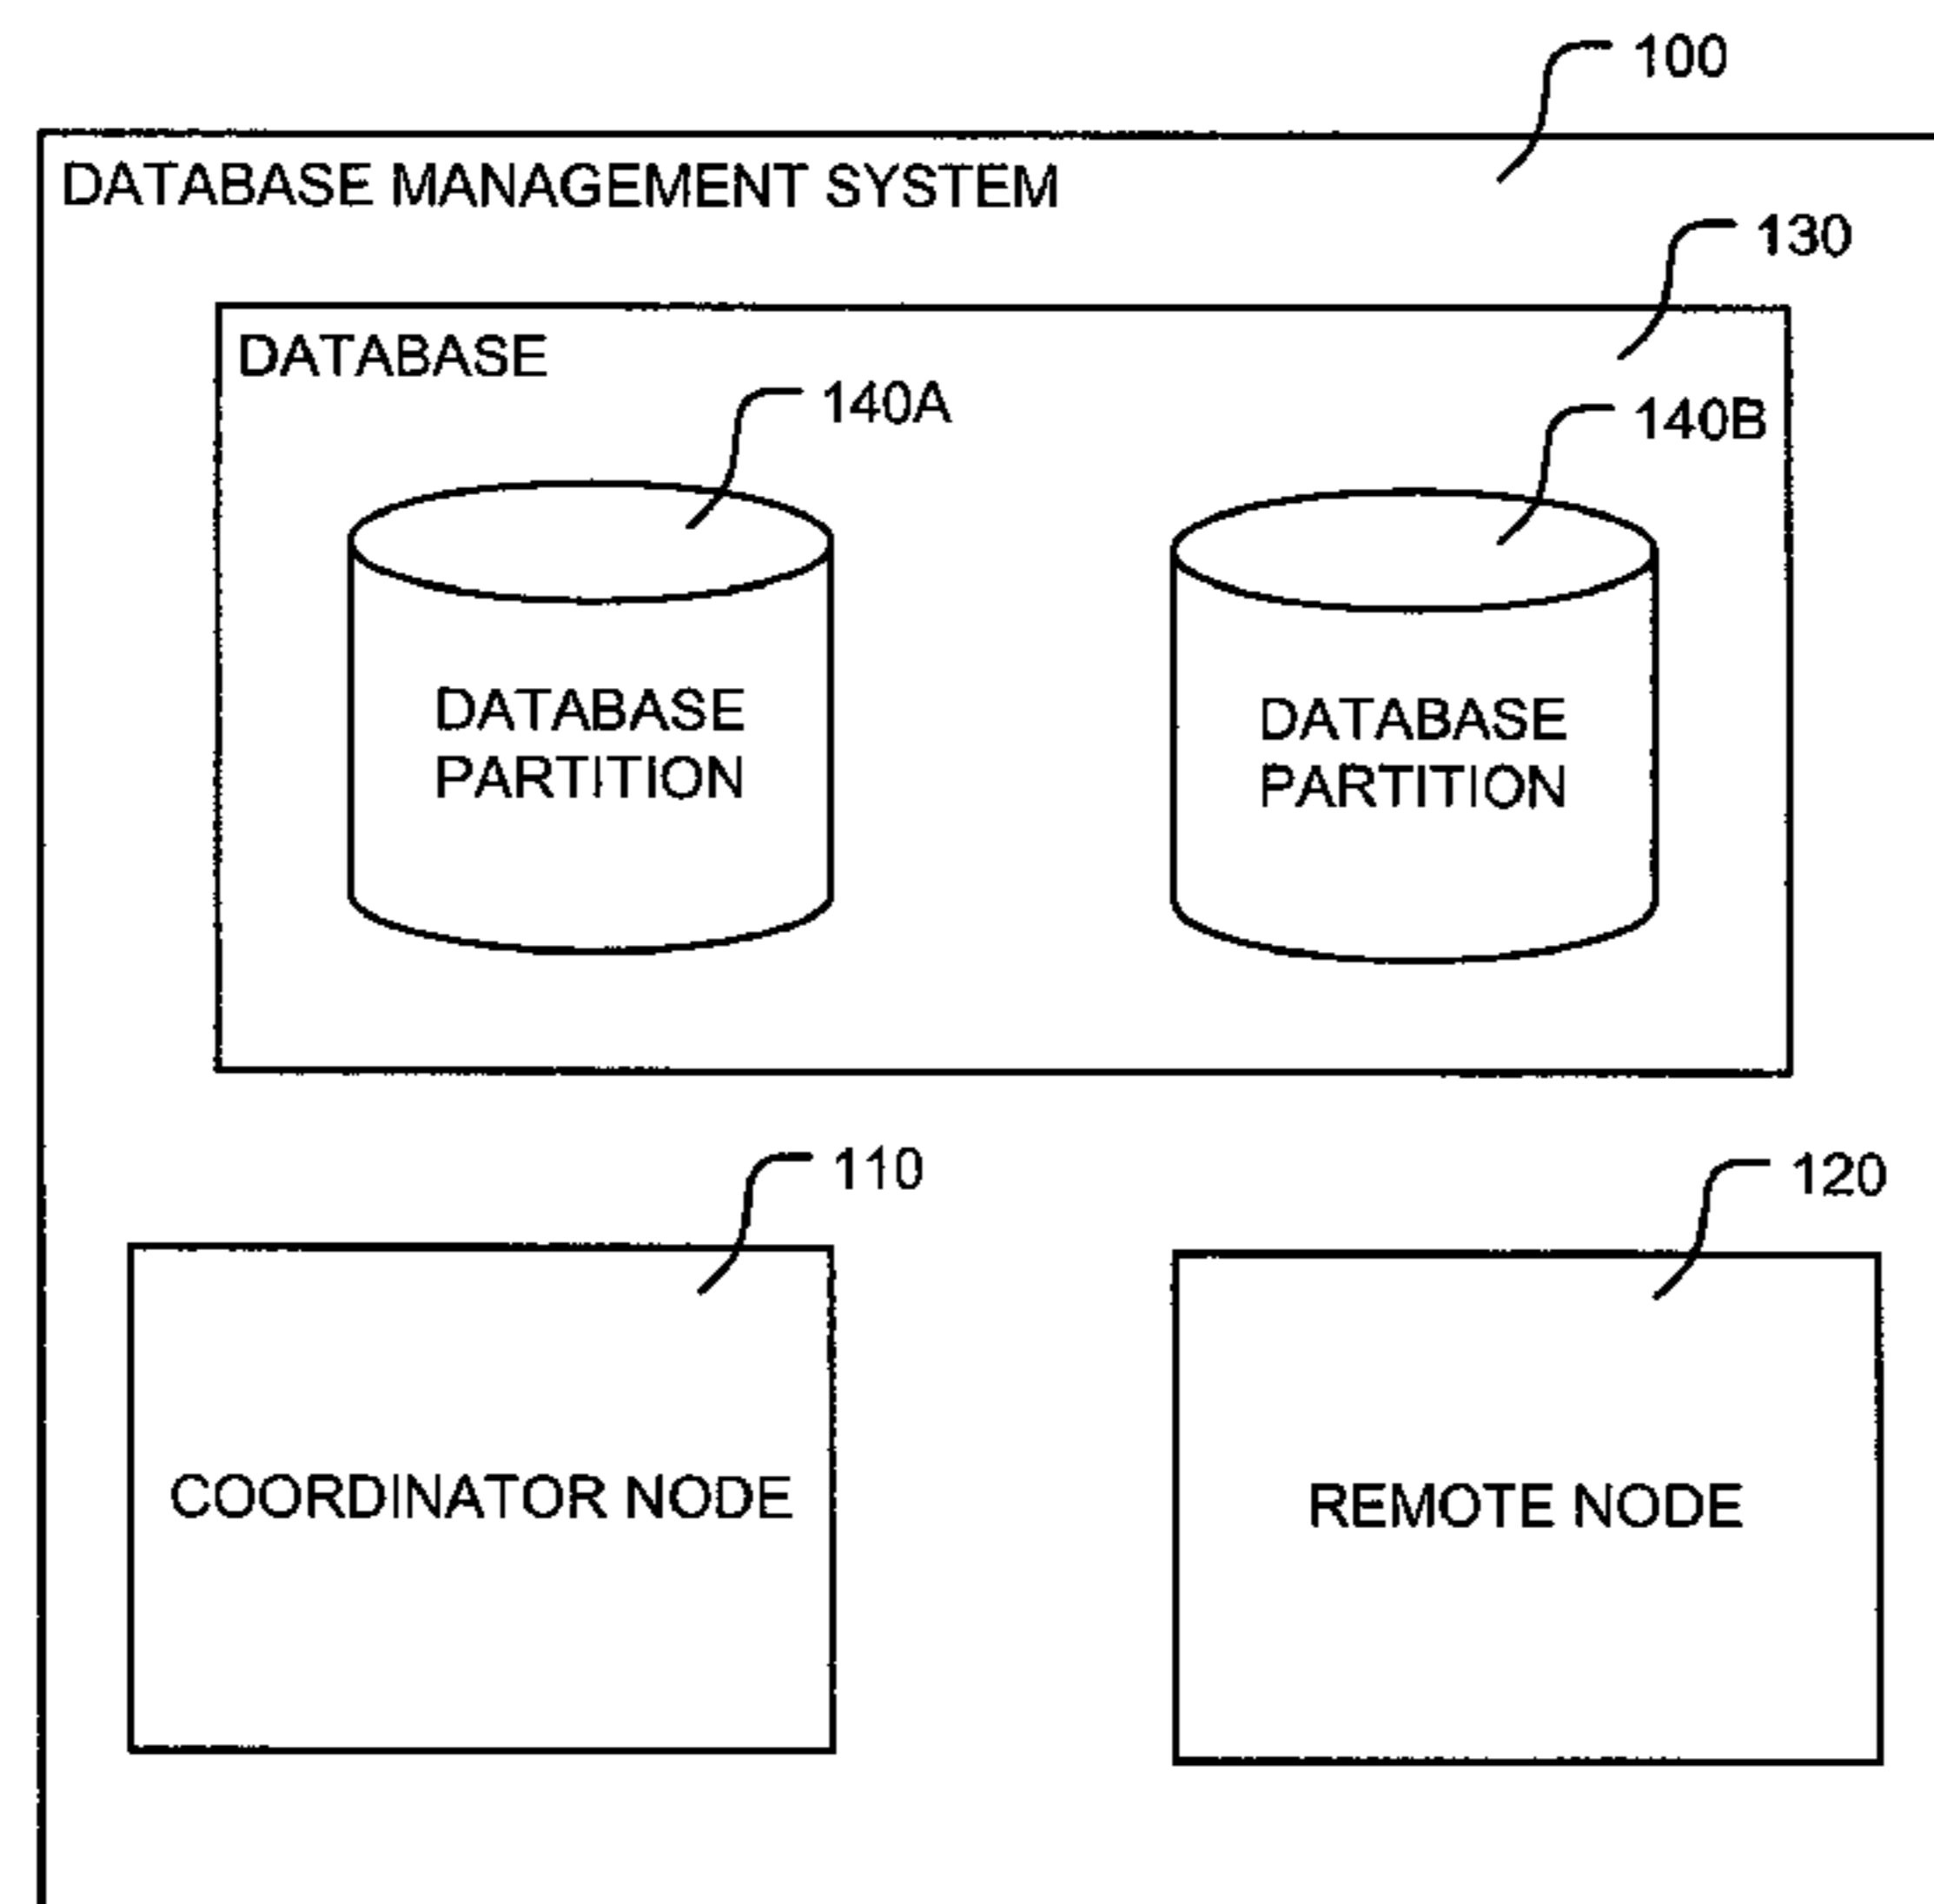 100
DATABASE MANAGEMENT SYSTEM
130
DATABASE
140A
140B
DATABASE
PARTITION
DATABASE
PARTITION
110
120
COORDINATOR NODE
REMOTE NODE